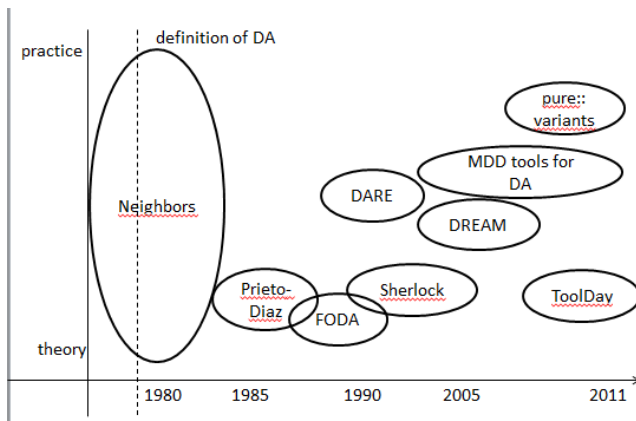 definition of DA
practice
pure::
variants
MDD tools for
DA
DARE
Neighbors
DREAM
Prieto-
Diaz
Sherlock
ToolDay
FODA
theory
1980
1985
1990
2005
2011